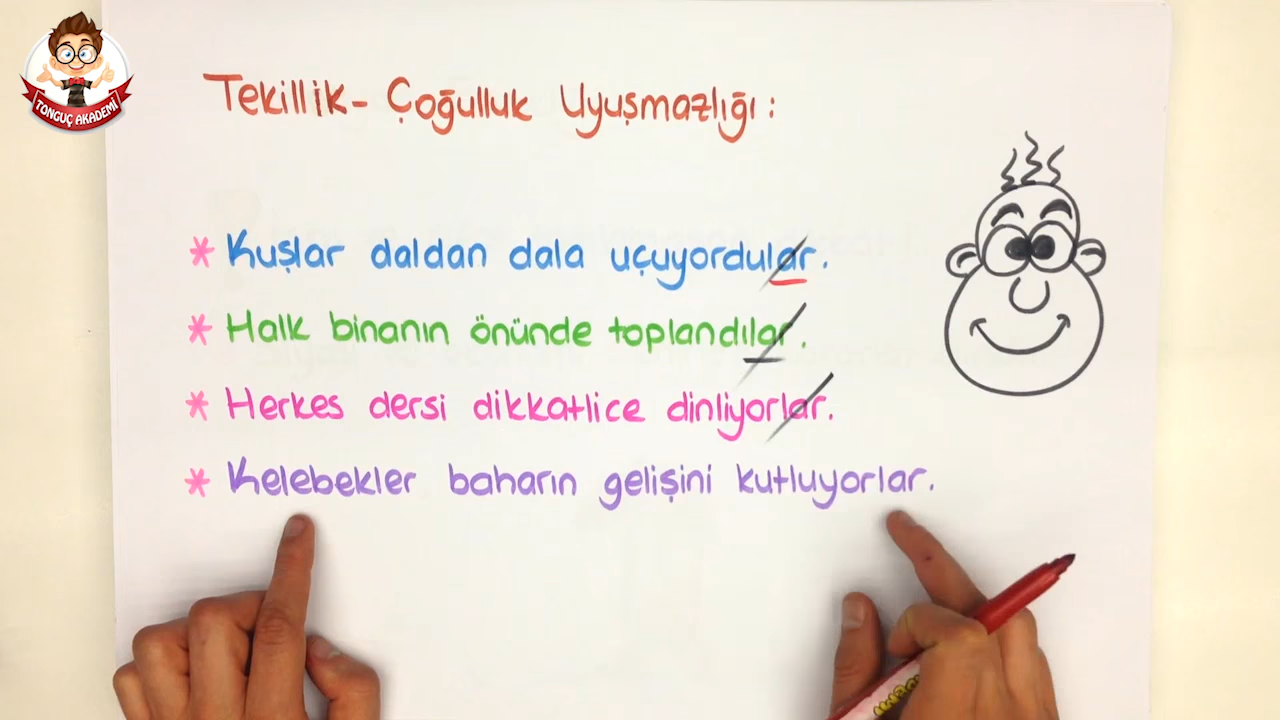 TONGUÇ AKADEMİ
Tekillik - Çoğulluk Uyuşmazlığı :
* Kuşlar daldan dala uçuyordular.
* Halk binanın önünde toplandılar.
* Herkes dersi dikkatlice dinliyorlar.
* Kelebekler baharın gelişini kutluyorlar.